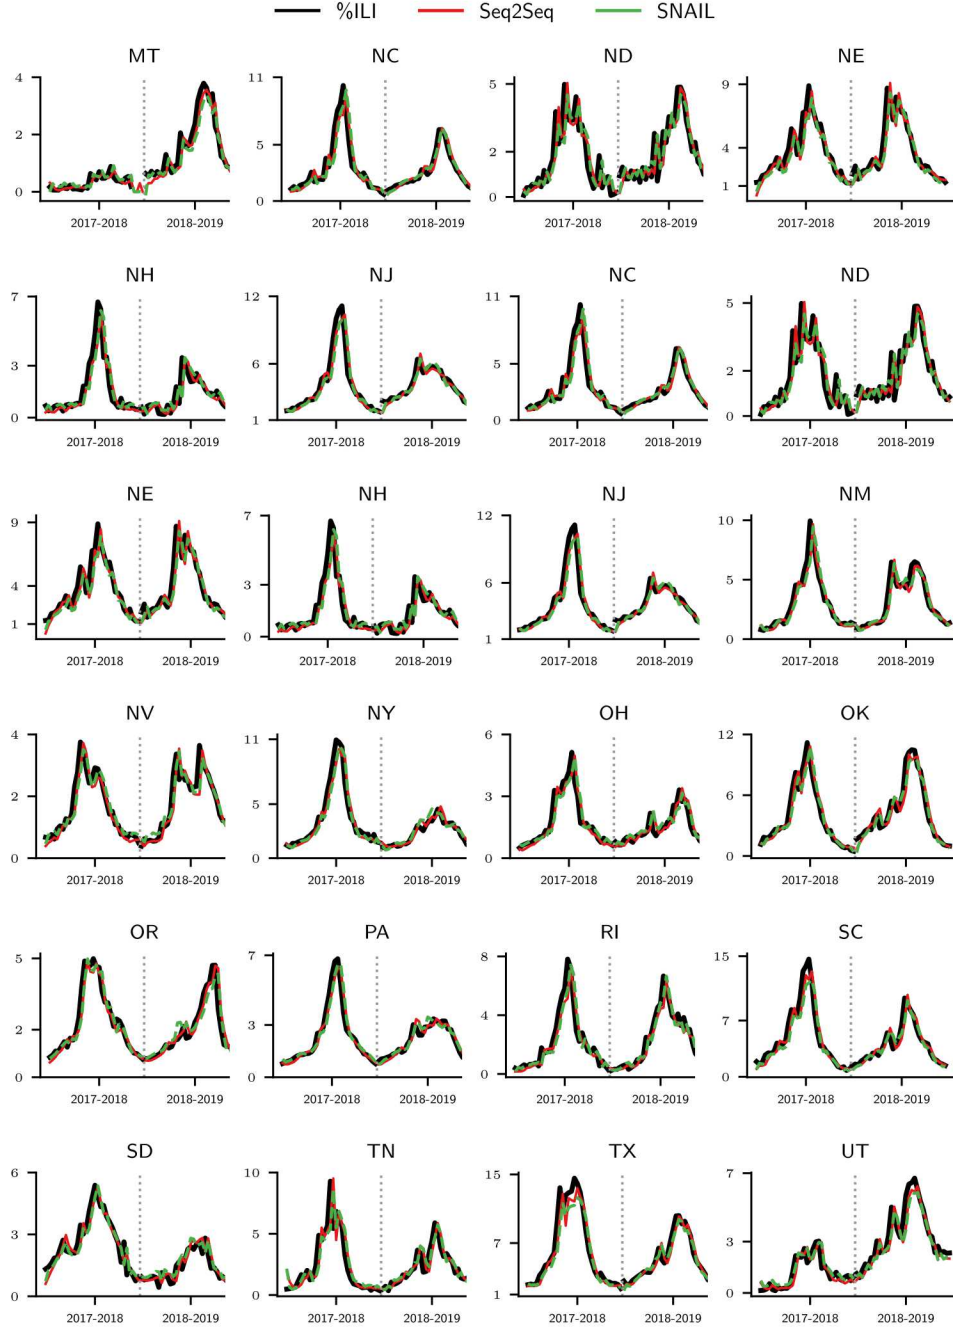 %ILI Seq2Seq SNAIL
MT NC ND NE
4 11 5 9
2 5 2 4
0 0 0 1
2017-2018 2018-2019 2017-2018 2018-2019 2017-2018 2018-2019 2017-2018 2018-2019
NH NJ NC ND
7 12 11 5
3 6 5 2
0 1 0 0
2017-2018 2018-2019 2017-2018 2018-2019 2017-2018 2018-2019 2017-2018 2018-2019
NE NH NJ NM
9 7 12 10
4 3 6 5
1 0 1 0
2017-2018 2018-2019 2017-2018 2018-2019 2017-2018 2018-2019 2017-2018 2018-2019
NV NY OH OK
4 11 6 12
2 5 3 6
0 0 0 0
2017-2018 2018-2019 2017-2018 2018-2019 2017-2018 2018-2019 2017-2018 2018-2019
OR PA RI SC
5 7 8 15
2 3 4 7
0 0 0 0
2017-2018 2018-2019 2017-2018 2018-2019 2017-2018 2018-2019 2017-2018 2018-2019
SD TN TX UT
6 10 15 7
3 5 7 3
0 0 1 0
2017-2018 2018-2019 2017-2018 2018-2019 2017-2018 2018-2019 2017-2018 2018-2019